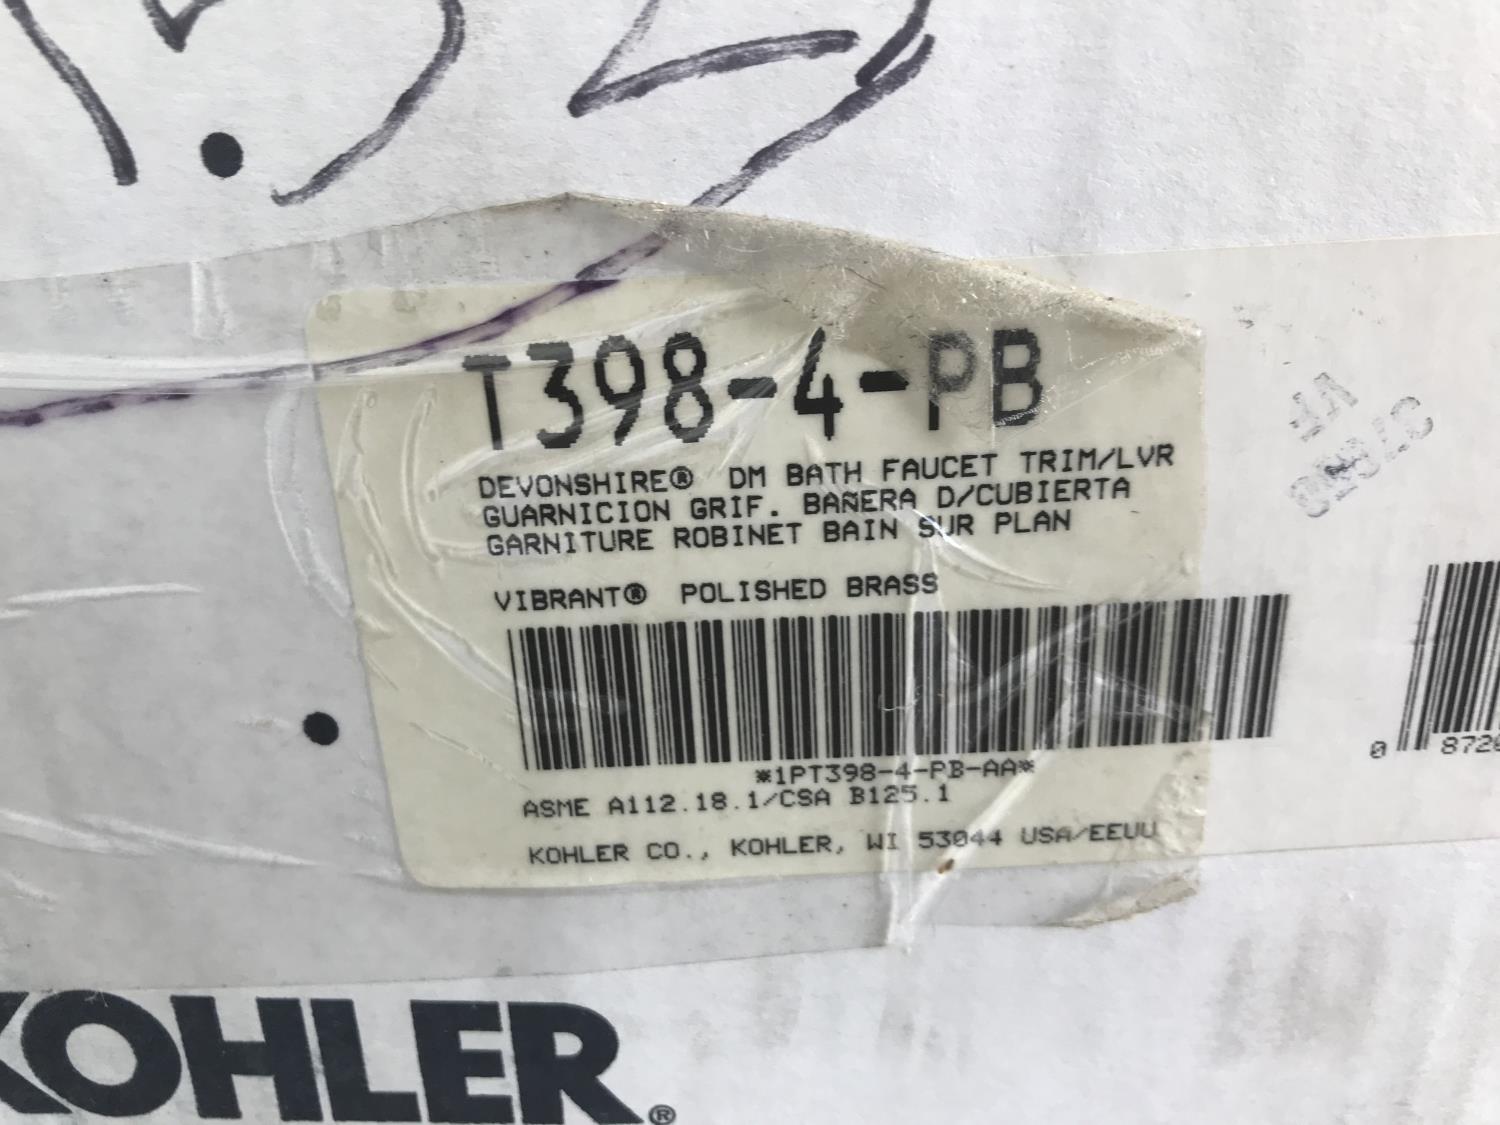 T398-4-PB
DEVONSHIRE® DM BATH FAUCET TRIM/LVR
GUARNICION GRIF. BAÑERA D/CUBIERTA
GARNITURE ROBINET BAIN SUR PLAN
VIBRANT® POLISHED BRASS
*1PT398-4-PB-AA*
ASME A112.18.1/CSA B125.1
KOHLER CO., KOHLER, WI 53044 USA/EEUU
0 8720
KOHLER®